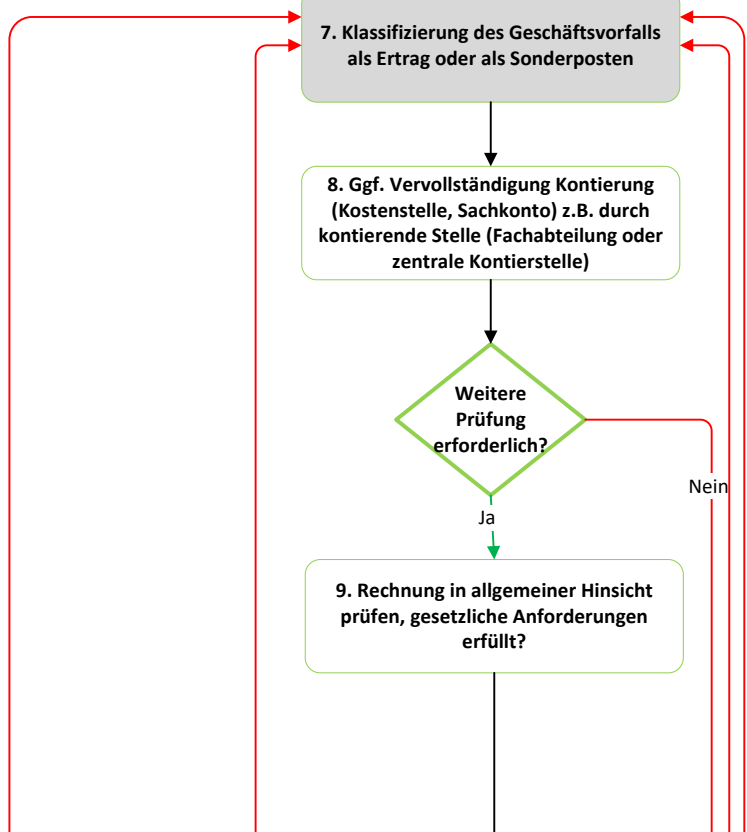 7. Klassifizierung des Geschäftsvorfalls
als Ertrag oder als Sonderposten
8. Ggf. Vervollständigung Kontierung
(Kostenstelle, Sachkonto) z.B. durch
kontierende Stelle (Fachabteilung oder
zentrale Kontierstelle)
Weitere
Prüfung
erforderlich?
Nein
Ja
9. Rechnung in allgemeiner Hinsicht
prüfen, gesetzliche Anforderungen
erfüllt?